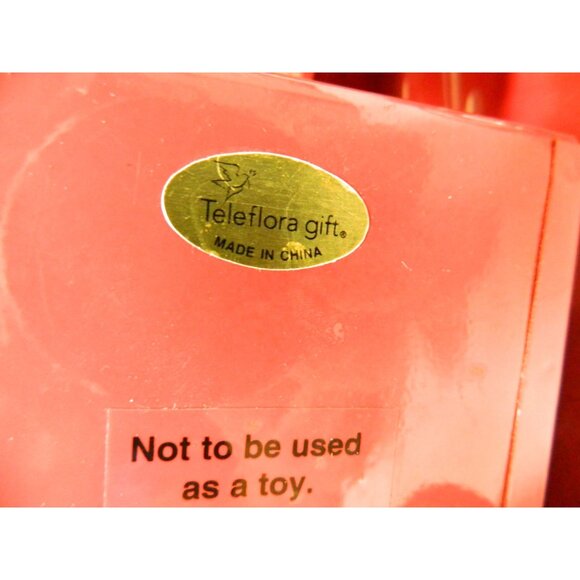 Teleflora gift®
MADE IN CHINA
Not to be used
as a toy.